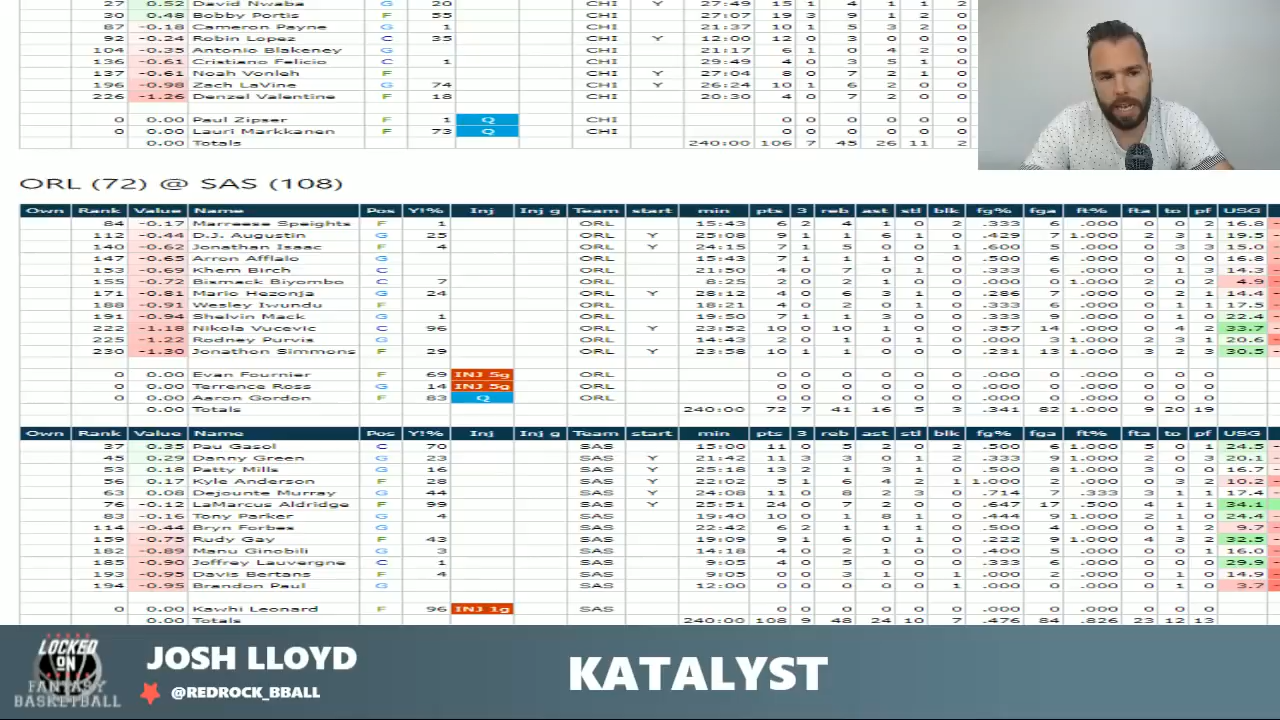 27 0.52 David Nwaba G 20 CHI Y 27:49 15 1 4 1 1 2
30 0.48 Bobby Portis F 55 CHI 27:07 19 3 9 1 2 0
87 -0.18 Cameron Payne G 1 CHI 21:37 10 1 5 3 2 0
92 -0.24 Robin Lopez C 35 CHI Y 12:00 12 0 3 0 0 0
104 -0.35 Antonio Blakeney G CHI 21:17 6 1 0 4 2 0
136 -0.61 Cristiano Felicio C 1 CHI 29:49 4 0 3 5 1 0
137 -0.61 Noah Vonleh F CHI Y 27:04 8 0 7 2 1 0
196 -0.98 Zach LaVine G 74 CHI Y 26:24 10 1 6 2 0 0
226 -1.26 Denzel Valentine F 18 CHI 20:30 4 0 7 2 0 0
0 0.00 Paul Zipser F 1 Q CHI 0 0 0 0 0 0
0 0.00 Lauri Markkanen F 73 Q CHI 0 0 0 0 0 0
0.00 Totals 240:00 106 7 45 26 11 2
ORL (72) @ SAS (108)
Own Rank Value Name Pos Y!% Inj Inj g Team start min pts 3 reb ast stl blk fg% fga ft% fta to pf USG
84 -0.17 Marreese Speights F 1 ORL 15:43 6 2 4 1 0 2 .333 6 .000 0 0 2 16.8
112 -0.44 D.J. Augustin G 25 ORL Y 25:08 9 1 1 6 1 0 .429 7 1.000 2 3 1 19.5
140 -0.62 Jonathan Isaac F 4 ORL Y 24:15 7 1 5 0 0 1 .600 5 .000 0 3 3 15.0
147 -0.65 Arron Afflalo G ORL 15:43 7 1 1 1 0 0 .500 6 .000 0 0 0 16.8
153 -0.69 Khem Birch C ORL 21:50 4 0 7 0 1 0 .333 6 .000 0 1 3 14.3
155 -0.72 Bismack Biyombo C 7 ORL 8:25 2 0 2 1 0 0 .000 0 1.000 2 0 2 4.9
171 -0.81 Mario Hezonja G 24 ORL Y 28:12 4 0 6 3 1 0 .286 7 .000 0 2 1 14.4
188 -0.91 Wesley Iwundu F ORL 18:21 4 0 2 0 1 0 .333 6 .000 0 1 1 17.5
191 -0.94 Shelvin Mack G 1 ORL 19:50 7 1 1 3 0 0 .333 9 .000 0 1 0 22.4
222 -1.18 Nikola Vucevic C 96 ORL Y 23:52 10 0 10 1 0 0 .357 14 .000 0 4 2 33.7
225 -1.22 Rodney Purvis G ORL 14:43 2 0 1 0 1 0 .000 3 1.000 2 3 1 20.6
230 -1.30 Jonathon Simmons F 29 ORL Y 23:58 10 1 1 0 0 0 .231 13 1.000 3 2 3 30.5
0 0.00 Evan Fournier F 69 INJ 5g ORL 0 0 0 0 0 0 .000 0 .000 0 0 0
0 0.00 Terrence Ross G 14 INJ 5g ORL 0 0 0 0 0 0 .000 0 .000 0 0 0
0 0.00 Aaron Gordon F 83 Q ORL 0 0 0 0 0 0 .000 0 .000 0 0 0
0.00 Totals 240:00 72 7 41 16 5 3 .341 82 1.000 9 20 19
Own Rank Value Name Pos Y!% Inj Inj g Team start min pts 3 reb ast stl blk fg% fga ft% fta to pf USG
37 0.35 Pau Gasol C 70 SAS 15:00 11 0 5 2 0 2 .500 6 1.000 5 0 1 24.5
45 0.29 Danny Green G 23 SAS Y 21:42 11 3 3 0 1 2 .333 9 1.000 2 0 2 20.1
53 0.18 Patty Mills G 16 SAS Y 25:18 13 2 1 3 1 0 .500 8 1.000 3 0 0 16.7
56 0.17 Kyle Anderson F 28 SAS Y 22:02 5 1 6 4 2 1 1.000 2 .000 0 3 2 10.2
63 0.08 Dejounte Murray G 44 SAS Y 24:08 11 0 8 2 3 0 .714 7 .333 3 1 1 17.4
76 -0.12 LaMarcus Aldridge F 99 SAS Y 25:51 24 0 7 2 0 0 .647 17 .500 4 1 1 34.1
83 -0.16 Tony Parker G 4 SAS 19:40 10 0 1 8 1 0 .444 9 1.000 2 1 0 24.4
114 -0.44 Bryn Forbes G SAS 22:42 6 2 1 1 1 0 .500 4 .000 0 1 2 9.7
159 -0.75 Rudy Gay F 43 SAS 19:09 9 1 6 0 1 0 .222 9 1.000 4 3 2 32.5
182 -0.89 Manu Ginobili G 3 SAS 14:18 4 0 2 1 0 0 .400 5 .000 0 1 0 16.0
185 -0.90 Joffrey Lauvergne C 1 SAS 9:05 4 0 5 0 0 0 .333 6 .000 0 1 0 29.9
193 -0.95 Davis Bertans F 4 SAS 9:05 0 0 3 1 0 1 .000 2 .000 0 1 0 14.9
194 -0.95 Brandon Paul G SAS 12:00 0 0 0 0 0 1 .000 0 .000 0 1 0 3.7
0 0.00 Kawhi Leonard F 96 INJ 1g SAS 0 0 0 0 0 0 .000 0 .000 0 0 0
0.00 Totals 240:00 108 9 48 24 10 7 .476 84 .826 23 12 13
LOCKED ON FANTASY BASKETBALL
JOSH LLOYD
@REDROCK_BBALL
KATALYST